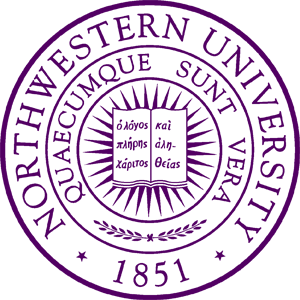 NORTHWESTERN UNIVERSITY
QUAECUMQUE SUNT VERA
ὁ λόγος
πλήρης
χάριτος
καὶ
ἀλη-
θείας
1851